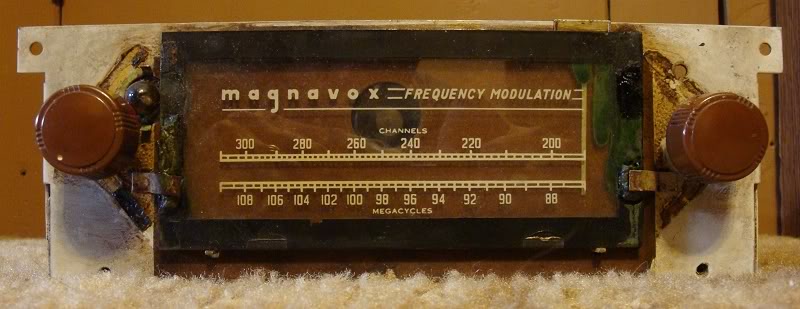 magnavox FREQUENCY MODULATION
CHANNELS
300 280 260 240 220 200
108 106 104 102 100 98 96 94 92 90 88
MEGACYCLES